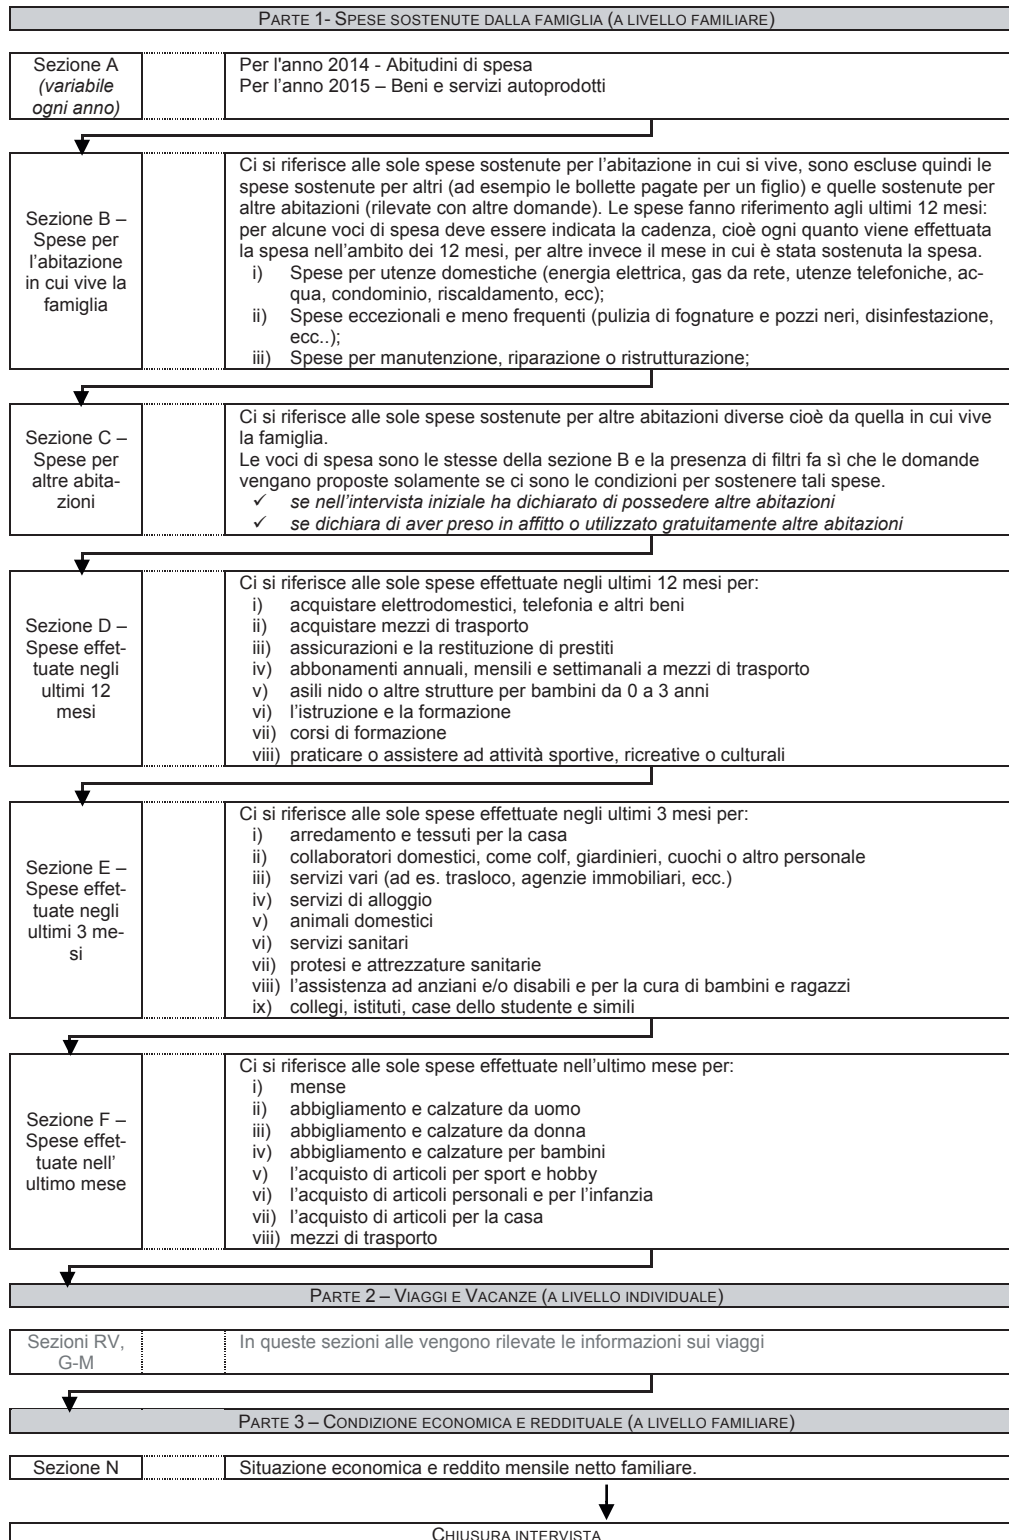 PARTE 1- SPESE SOSTENUTE DALLA FAMIGLIA (A LIVELLO FAMILIARE)
Sezione A
(variabile
ogni anno)
Per l'anno 2014 - Abitudini di spesa
Per l’anno 2015 – Beni e servizi autoprodotti
Sezione B –
Spese per
l’abitazione
in cui vive la
famiglia
Ci si riferisce alle sole spese sostenute per l’abitazione in cui si vive, sono escluse quindi le
spese sostenute per altri (ad esempio le bollette pagate per un figlio) e quelle sostenute per
altre abitazioni (rilevate con altre domande). Le spese fanno riferimento agli ultimi 12 mesi:
per alcune voci di spesa deve essere indicata la cadenza, cioè ogni quanto viene effettuata
la spesa nell’ambito dei 12 mesi, per altre invece il mese in cui è stata sostenuta la spesa.
i) Spese per utenze domestiche (energia elettrica, gas da rete, utenze telefoniche, ac-
qua, condominio, riscaldamento, ecc);
ii) Spese eccezionali e meno frequenti (pulizia di fognature e pozzi neri, disinfestazione,
ecc..);
iii) Spese per manutenzione, riparazione o ristrutturazione;
Sezione C –
Spese per
altre abita-
zioni
Ci si riferisce alle sole spese sostenute per altre abitazioni diverse cioè da quella in cui vive
la famiglia.
Le voci di spesa sono le stesse della sezione B e la presenza di filtri fa sì che le domande
vengano proposte solamente se ci sono le condizioni per sostenere tali spese.
✓ se nell’intervista iniziale ha dichiarato di possedere altre abitazioni
✓ se dichiara di aver preso in affitto o utilizzato gratuitamente altre abitazioni
Sezione D –
Spese effet-
tuate negli
ultimi 12
mesi
Ci si riferisce alle sole spese effettuate negli ultimi 12 mesi per:
i) acquistare elettrodomestici, telefonia e altri beni
ii) acquistare mezzi di trasporto
iii) assicurazioni e la restituzione di prestiti
iv) abbonamenti annuali, mensili e settimanali a mezzi di trasporto
v) asili nido o altre strutture per bambini da 0 a 3 anni
vi) l’istruzione e la formazione
vii) corsi di formazione
viii) praticare o assistere ad attività sportive, ricreative o culturali
Sezione E –
Spese effet-
tuate negli
ultimi 3 me-
si
Ci si riferisce alle sole spese effettuate negli ultimi 3 mesi per:
i) arredamento e tessuti per la casa
ii) collaboratori domestici, come colf, giardinieri, cuochi o altro personale
iii) servizi vari (ad es. trasloco, agenzie immobiliari, ecc.)
iv) servizi di alloggio
v) animali domestici
vi) servizi sanitari
vii) protesi e attrezzature sanitarie
viii) l’assistenza ad anziani e/o disabili e per la cura di bambini e ragazzi
ix) collegi, istituti, case dello studente e simili
Sezione F –
Spese effet-
tuate nell’
ultimo mese
Ci si riferisce alle sole spese effettuate nell’ultimo mese per:
i) mense
ii) abbigliamento e calzature da uomo
iii) abbigliamento e calzature da donna
iv) abbigliamento e calzature per bambini
v) l’acquisto di articoli per sport e hobby
vi) l’acquisto di articoli personali e per l’infanzia
vii) l’acquisto di articoli per la casa
viii) mezzi di trasporto
PARTE 2 – VIAGGI E VACANZE (A LIVELLO INDIVIDUALE)
Sezioni RV,
G-M
In queste sezioni alle vengono rilevate le informazioni sui viaggi
PARTE 3 – CONDIZIONE ECONOMICA E REDDITUALE (A LIVELLO FAMILIARE)
Sezione N
Situazione economica e reddito mensile netto familiare.
CHIUSURA INTERVISTA